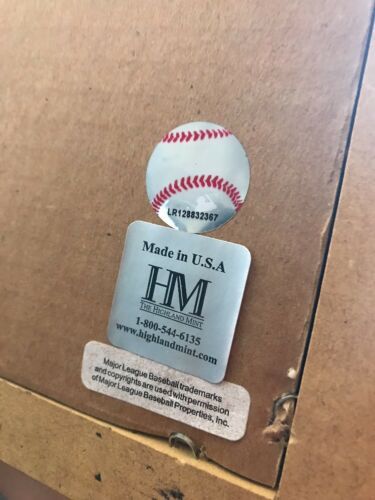 LR128832367
Made in U.S.A
HM
THE HIGHLAND MINT
1-800-544-6135
www.highlandmint.com
Major League Baseball trademarks
and copyrights are used with permission
of Major League Baseball Properties, Inc.